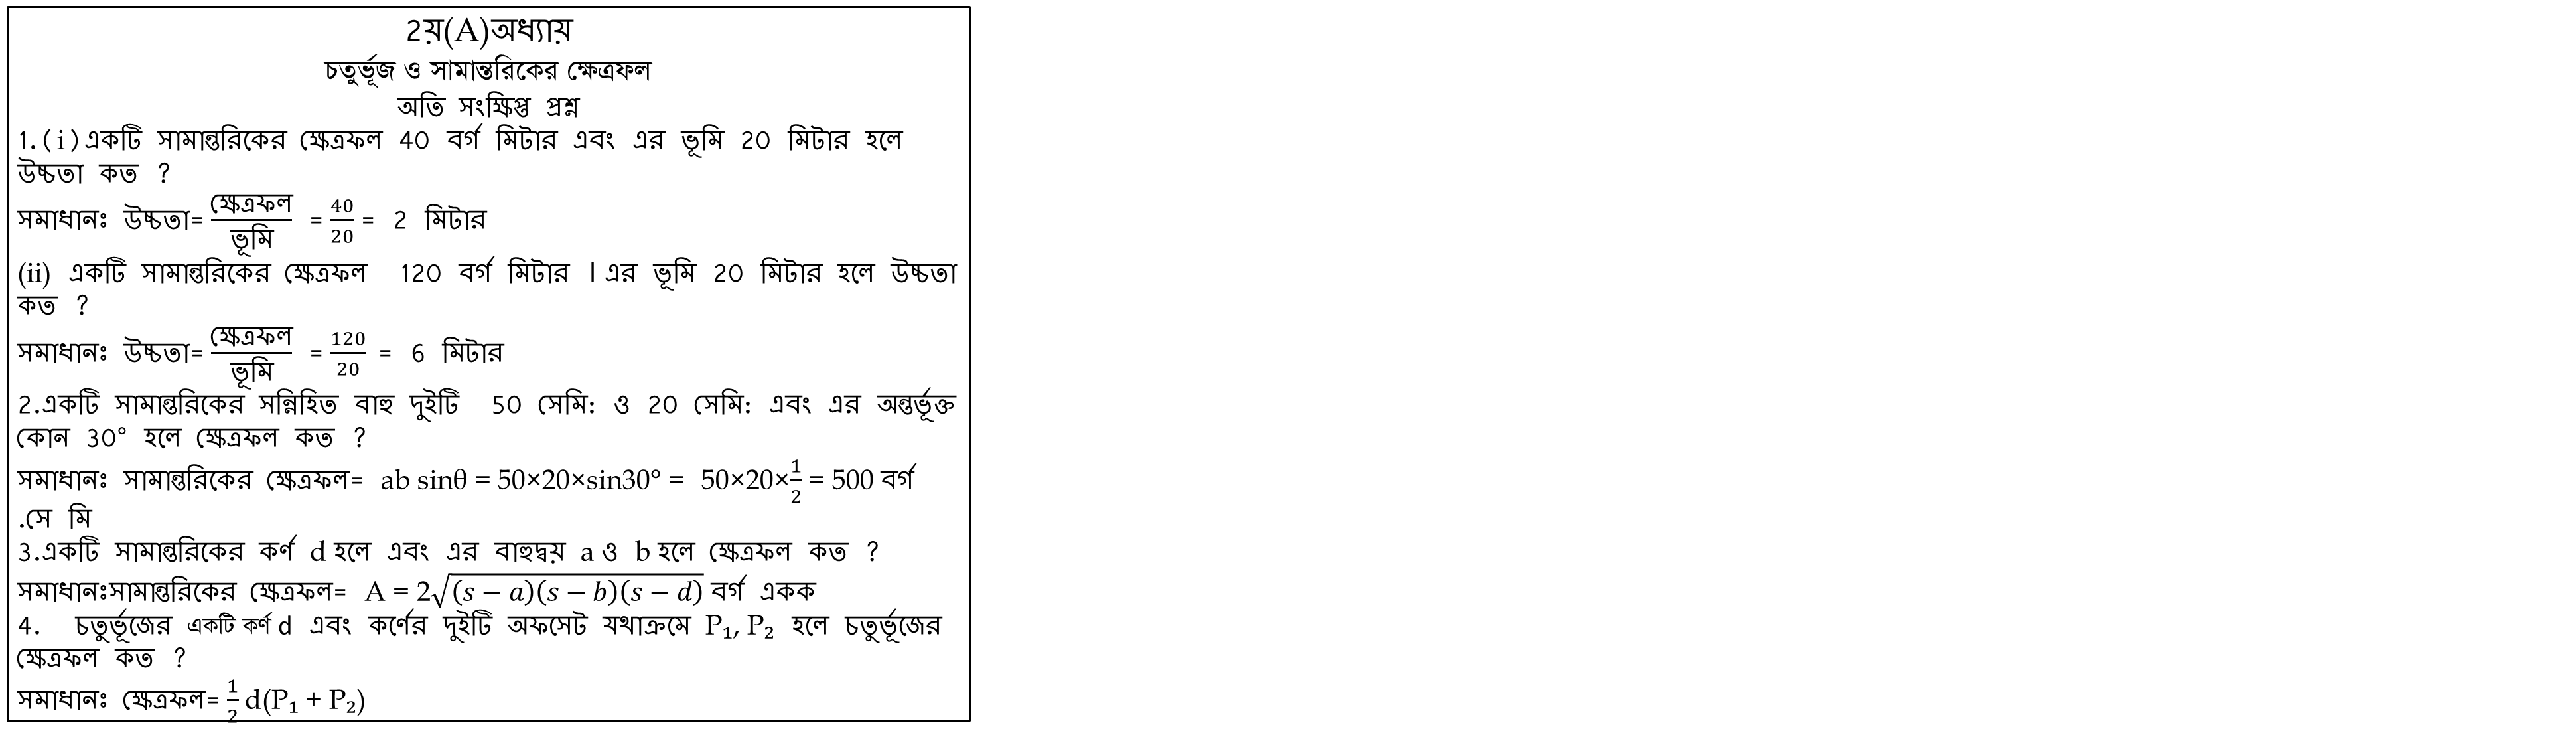 2য়(A)অধ্যায়
চতুর্ভূজ ও সামান্তরিকের ক্ষেত্রফল
অতি সংক্ষিপ্ত প্রশ্ন
1.(i)একটি সামান্তরিকের ক্ষেত্রফল 40 বর্গ মিটার এবং এর ভূমি 20 মিটার হলে
উচ্চতা কত ?
সমাধানঃ উচ্চতা= ক্ষেত্রফল/ভূমি = 40/20 = 2 মিটার
(ii) একটি সামান্তরিকের ক্ষেত্রফল 120 বর্গ মিটার । এর ভূমি 20 মিটার হলে উচ্চতা
কত ?
সমাধানঃ উচ্চতা= ক্ষেত্রফল/ভূমি = 120/20 = 6 মিটার
2.একটি সামান্তরিকের সন্নিহিত বাহু দুইটি 50 সেমি: ও 20 সেমি: এবং এর অন্তর্ভূক্ত
কোন 30° হলে ক্ষেত্রফল কত ?
সমাধানঃ সামান্তরিকের ক্ষেত্রফল= ab sinθ = 50×20×sin30° = 50×20×1/2 = 500 বর্গ
.সে মি
3.একটি সামান্তরিকের কর্ণ d হলে এবং এর বাহুদ্বয় a ও b হলে ক্ষেত্রফল কত ?
সমাধানঃসামান্তরিকের ক্ষেত্রফল= A = 2√(s − a)(s − b)(s − d) বর্গ একক
4. চতুর্ভূজের একটি কর্ণ d এবং কর্ণের দুইটি অফসেট যথাক্রমে P₁, P₂ হলে চতুর্ভূজের
ক্ষেত্রফল কত ?
সমাধানঃ ক্ষেত্রফল= 1/2 d(P₁ + P₂)